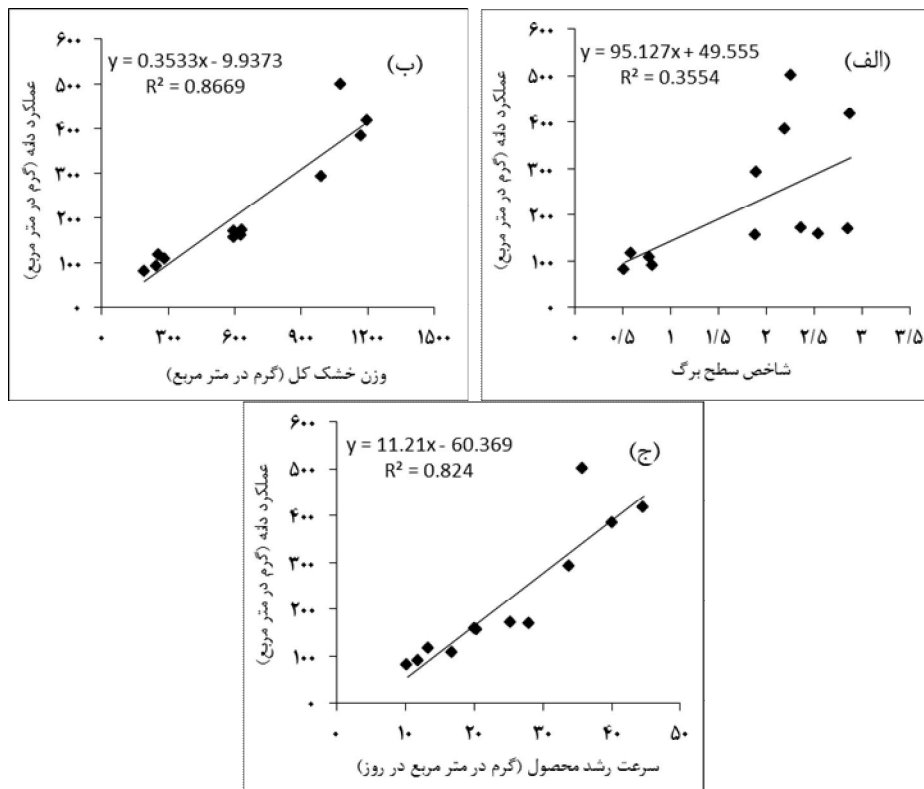 (الف)
y = 95.127x + 49.555
R² = 0.3554
عملکرد دانه (گرم در متر مربع)
۶۰۰
۵۰۰
۴۰۰
۳۰۰
۲۰۰
۱۰۰
۰
۰ ۰/۵ ۱ ۱/۵ ۲ ۲/۵ ۳ ۳/۵
شاخص سطح برگ
(ب)
y = 0.3533x - 9.9373
R² = 0.8669
عملکرد دانه (گرم در متر مربع)
۶۰۰
۵۰۰
۴۰۰
۳۰۰
۲۰۰
۱۰۰
۰
۰ ۳۰۰ ۶۰۰ ۹۰۰ ۱۲۰۰ ۱۵۰۰
وزن خشک کل (گرم در متر مربع)
(ج)
y = 11.21x - 60.369
R² = 0.824
عملکرد دانه (گرم در متر مربع)
۶۰۰
۵۰۰
۴۰۰
۳۰۰
۲۰۰
۱۰۰
۰
۰ ۱۰ ۲۰ ۳۰ ۴۰ ۵۰
سرعت رشد محصول (گرم در متر مربع در روز)